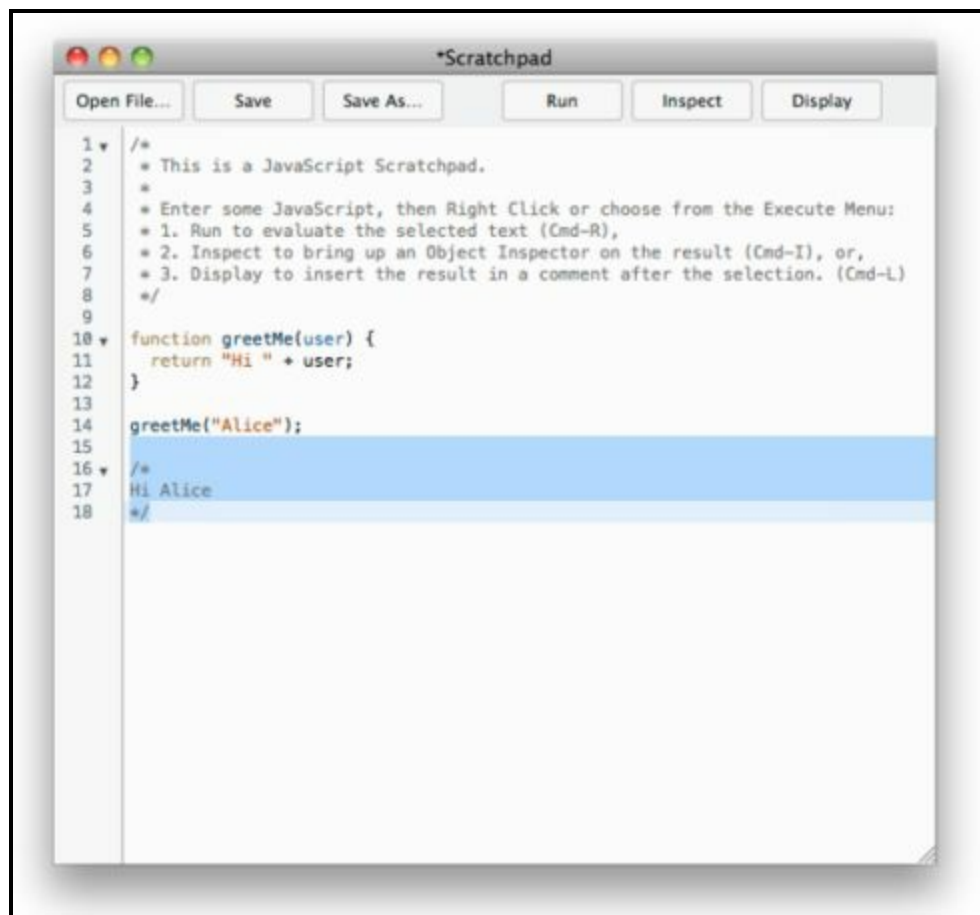 *Scratchpad
Open File... Save Save As... Run Inspect Display
1 /*
2  * This is a JavaScript Scratchpad.
3  *
4  * Enter some JavaScript, then Right Click or choose from the Execute Menu:
5  * 1. Run to evaluate the selected text (Cmd-R),
6  * 2. Inspect to bring up an Object Inspector on the result (Cmd-I), or,
7  * 3. Display to insert the result in a comment after the selection. (Cmd-L)
8  */
9
10 function greetMe(user) {
11   return "Hi " + user;
12 }
13
14 greetMe("Alice");
15
16 /*
17 Hi Alice
18 */